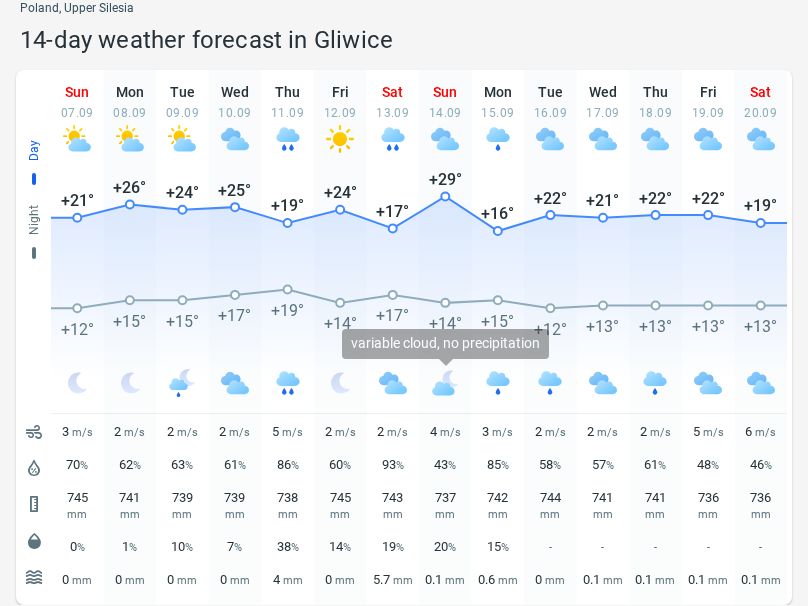 Poland, Upper Silesia
14-day weather forecast in Gliwice
Sun Mon Tue Wed Thu Fri Sat Sun Mon Tue Wed Thu Fri Sat
07.09 08.09 09.09 10.09 11.09 12.09 13.09 14.09 15.09 16.09 17.09 18.09 19.09 20.09
Day
+21° +26° +24° +25° +19° +24° +17° +29° +16° +22° +21° +22° +22° +19°
Night
+12° +15° +15° +17° +19° +14° +17° +14° +15° +12° +13° +13° +13° +13°
variable cloud, no precipitation
3 m/s 2 m/s 2 m/s 2 m/s 5 m/s 2 m/s 2 m/s 4 m/s 3 m/s 2 m/s 2 m/s 2 m/s 5 m/s 6 m/s
70% 62% 63% 61% 86% 60% 93% 43% 85% 58% 57% 61% 48% 46%
745 741 739 739 738 745 743 737 742 744 741 741 736 736
mm mm mm mm mm mm mm mm mm mm mm mm mm mm
0% 1% 10% 7% 38% 14% 19% 20% 15% - - - - -
0 mm 0 mm 0 mm 0 mm 4 mm 0 mm 5.7 mm 0.1 mm 0.6 mm 0 mm 0.1 mm 0.1 mm 0.1 mm 0.1 mm